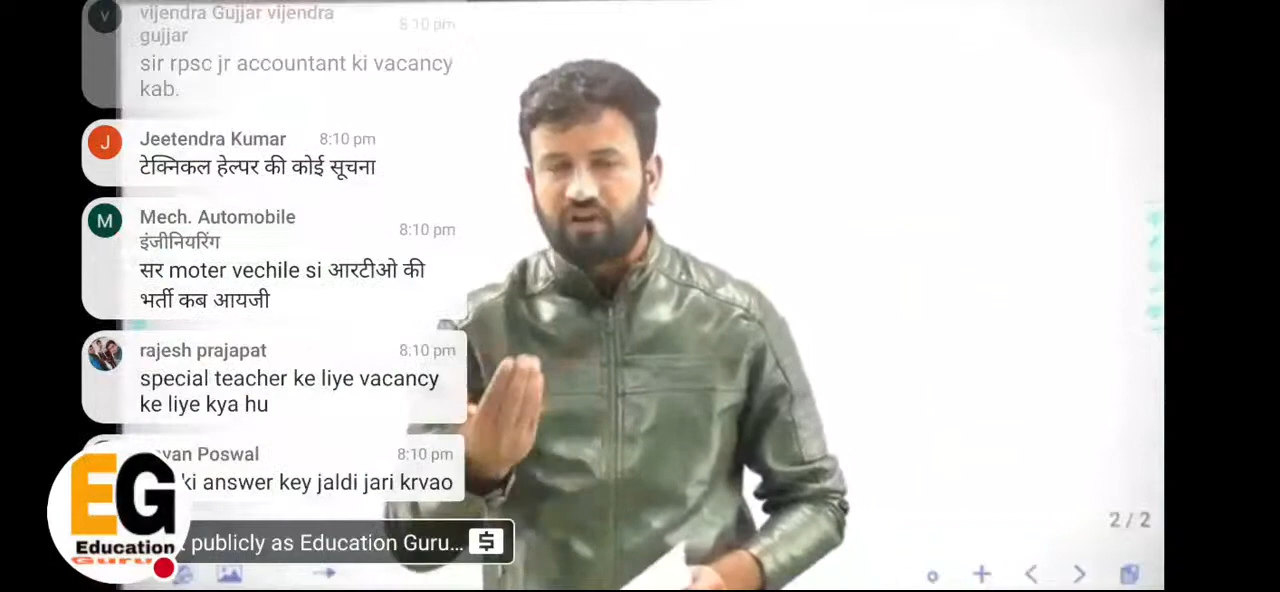 V
vijendra Gujjar vijendra
gujjar
8:10 pm
sir rpsc jr accountant ki vacancy
kab.
J
Jeetendra Kumar 8:10 pm
टेक्निकल हेल्पर की कोई सूचना
M
Mech. Automobile
इंजीनियरिंग
8:10 pm
सर moter vechile si आरटीओ की
भर्ती कब आयजी
rajesh prajapat 8:10 pm
special teacher ke liye vacancy
ke liye kya hu
Poswal 8:10 pm
ki answer key jaldi jari krvao
publicly as Education Guru... $
EG
Education
Guru
2 / 2